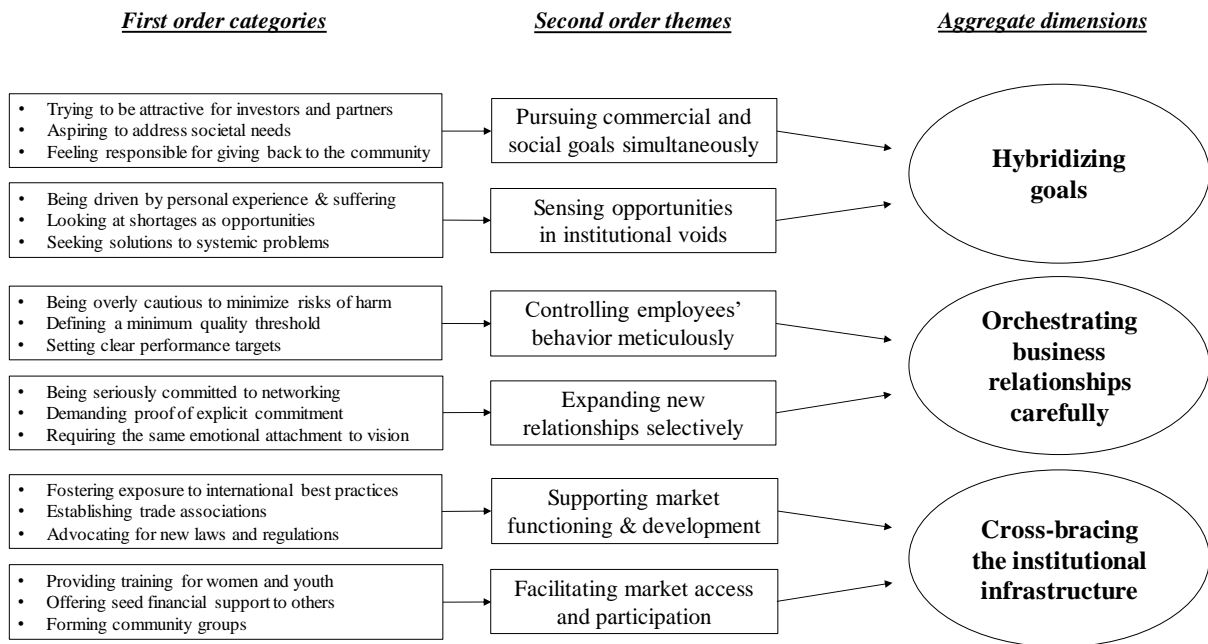 First order categories
Second order themes
Aggregate dimensions
• Trying to be attractive for investors and partners
• Aspiring to address societal needs
• Feeling responsible for giving back to the community
Pursuing commercial and
social goals simultaneously
• Being driven by personal experience & suffering
• Looking at shortages as opportunities
• Seeking solutions to systemic problems
Sensing opportunities
in institutional voids
Hybridizing
goals
• Being overly cautious to minimize risks of harm
• Defining a minimum quality threshold
• Setting clear performance targets
Controlling employees’
behavior meticulously
• Being seriously committed to networking
• Demanding proof of explicit commitment
• Requiring the same emotional attachment to vision
Expanding new
relationships selectively
Orchestrating
business
relationships
carefully
• Fostering exposure to international best practices
• Establishing trade associations
• Advocating for new laws and regulations
Supporting market
functioning & development
• Providing training for women and youth
• Offering seed financial support to others
• Forming community groups
Facilitating market access
and participation
Cross-bracing
the institutional
infrastructure